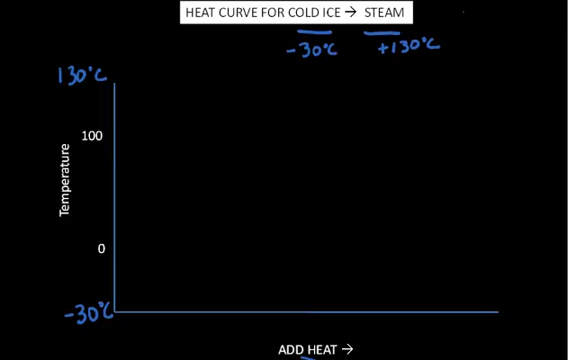 HEAT CURVE FOR COLD ICE → STEAM
-30°C +130°C
130°C
100
Temperature
0
-30°C
ADD HEAT →